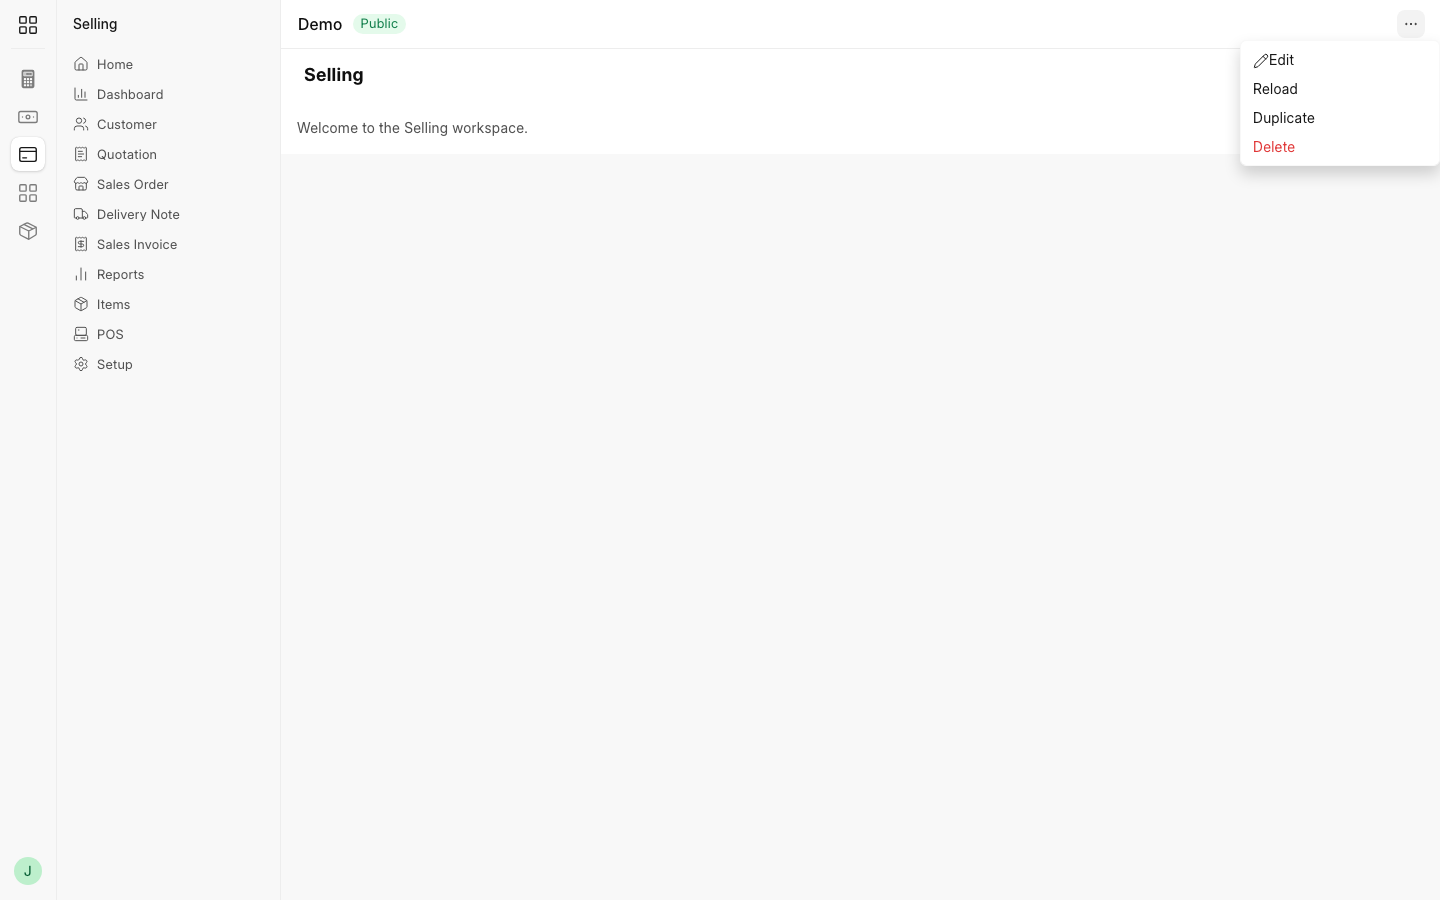 Selling
Home
Dashboard
Customer
Quotation
Sales Order
Delivery Note
Sales Invoice
Reports
Items
POS
Setup
J
Demo
Public
Edit
Reload
Duplicate
Delete
Selling
Welcome to the Selling workspace.